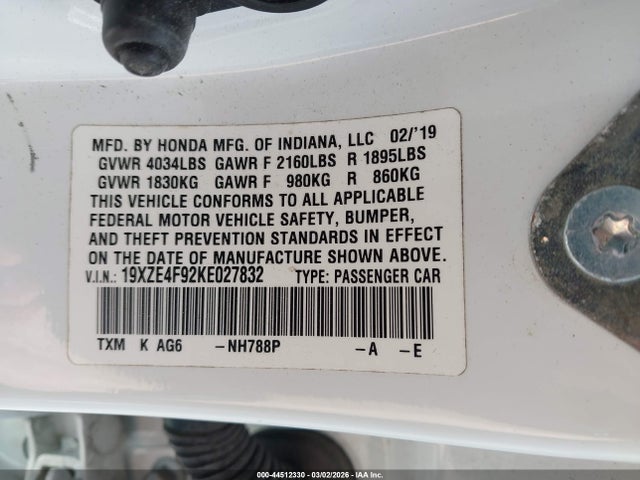 MFD. BY HONDA MFG. OF INDIANA, LLC 02/'19
GVWR 4034LBS GAWR F 2160LBS R 1895LBS
GVWR 1830KG GAWR F 980KG R 860KG
THIS VEHICLE CONFORMS TO ALL APPLICABLE
FEDERAL MOTOR VEHICLE SAFETY, BUMPER,
AND THEFT PREVENTION STANDARDS IN EFFECT
ON THE DATE OF MANUFACTURE SHOWN ABOVE.
V.I.N.: 19XZE4F92KE027832 TYPE: PASSENGER CAR
TXM K AG6 -NH788P -A -E
000-44512330 - 03/02/2026 - IAA Inc.